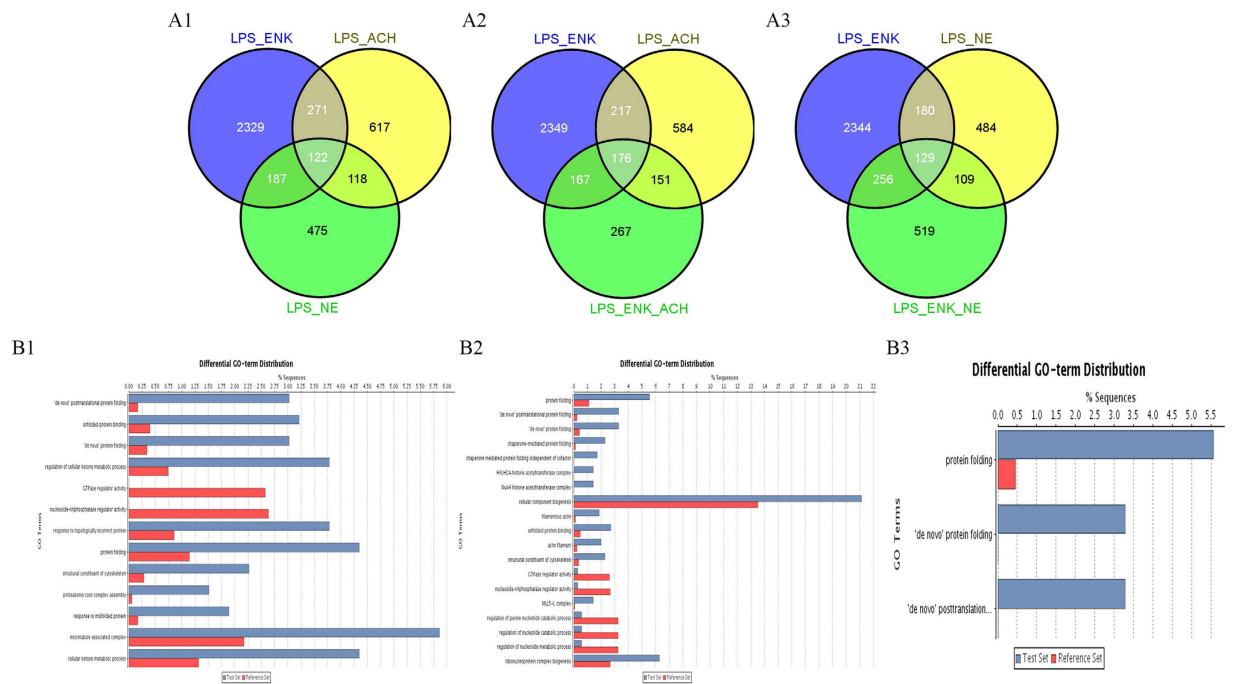 A1
LPS_ENK
LPS_ACH
2329
271
617
122
187
118
475
LPS_NE
A2
LPS_ENK
LPS_ACH
2349
217
584
176
167
151
267
LPS_ENK_ACH
A3
LPS_ENK
LPS_NE
2344
180
484
129
256
109
519
LPS_ENK_NE
B1
Differential GO-term Distribution
% Sequences
0.00 0.25 0.50 0.75 1.00 1.25 1.50 1.75 2.00 2.25 2.50 2.75 3.00 3.25 3.50 3.75 4.00 4.25 4.50 4.75 5.00 5.25 5.50 5.75 6.00
GO Terms
'de novo' posttranslational protein folding
unfolded protein binding
'de novo' protein folding
regulation of cellular ketone metabolic process
GTPase regulator activity
nucleoside-triphosphatase regulator activity
response to topologically incorrect protein
protein folding
structural constituent of cytoskeleton
proteasome core complex assembly
response to misfolded protein
microtubule associated complex
cellular ketone metabolic process
Test Set Reference Set
B2
Differential GO-term Distribution
% Sequences
0 1 2 3 4 5 6 7 8 9 10 11 12 13 14 15 16 17 18 19 20 21 22
GO Terms
protein folding
'de novo' posttranslational protein folding
'de novo' protein folding
chaperone-mediated protein folding
chaperone mediated protein folding independent of cofactor
H4/H2A histone acetyltransferase complex
NuA4 histone acetyltransferase complex
cellular component biogenesis
filamentous actin
unfolded protein binding
actin filament
structural constituent of cytoskeleton
GTPase regulator activity
nucleoside-triphosphatase regulator activity
MLL5-L complex
regulation of purine nucleotide catabolic process
regulation of nucleotide catabolic process
regulation of nucleotide metabolic process
ribonucleoprotein complex biogenesis
Test Set Reference Set
B3
Differential GO-term Distribution
% Sequences
0.0 0.5 1.0 1.5 2.0 2.5 3.0 3.5 4.0 4.5 5.0 5.5
GO Terms
protein folding
'de novo' protein folding
'de novo' posttranslation...
Test Set Reference Set